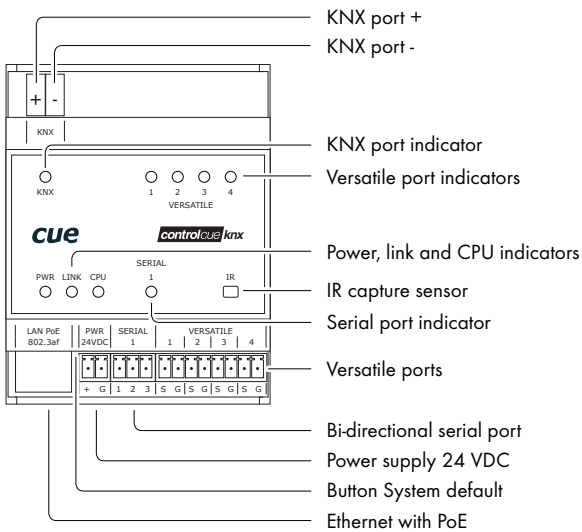 KNX port +
KNX port -
+ -
KNX
KNX port indicator
KNX
1 2 3 4
VERSATILE
Versatile port indicators
cue
controlcue knx
Power, link and CPU indicators
SERIAL
PWR LINK CPU 1 IR
IR capture sensor
Serial port indicator
LAN PoE PWR SERIAL VERSATILE
802.3af 24VDC 1 1 2 3 4
Versatile ports
+ G 1 2 3 S G S G S G S G
Bi-directional serial port
Power supply 24 VDC
Button System default
Ethernet with PoE